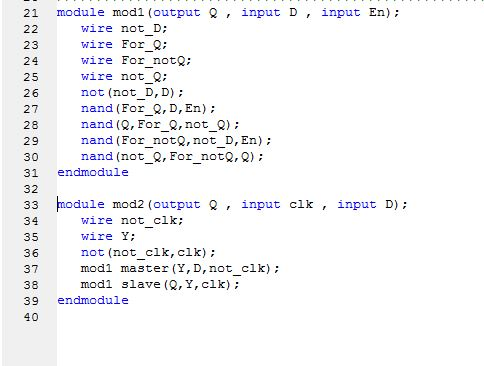 21 module mod1(output Q , input D , input En);
22 wire not_D;
23 wire For_Q;
24 wire For_notQ;
25 wire not_Q;
26 not(not_D,D);
27 nand(For_Q,D,En);
28 nand(Q,For_Q,not_Q);
29 nand(For_notQ,not_D,En);
30 nand(not_Q,For_notQ,Q);
31 endmodule
32
33 module mod2(output Q , input clk , input D);
34 wire not_clk;
35 wire Y;
36 not(not_clk,clk);
37 mod1 master(Y,D,not_clk);
38 mod1 slave(Q,Y,clk);
39 endmodule
40